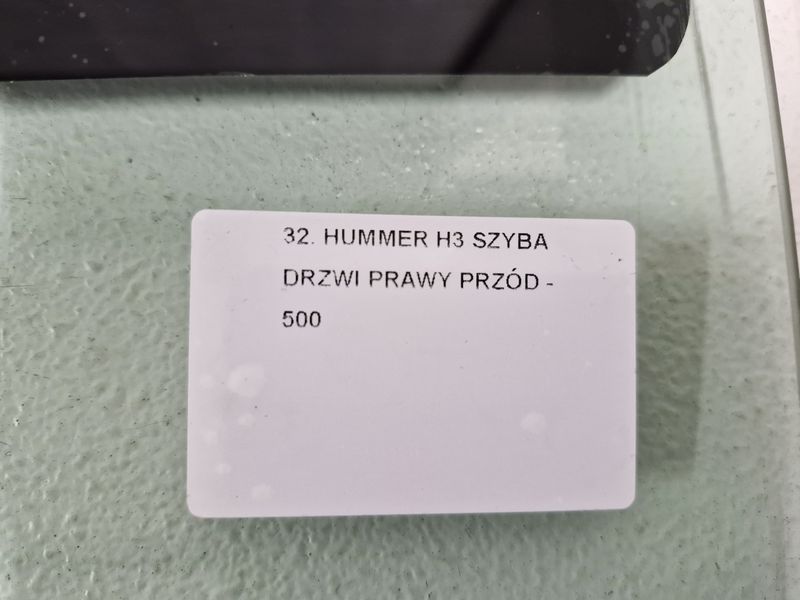 32. HUMMER H3 SZYBA
DRZWI PRAWY PRZÓD -
500